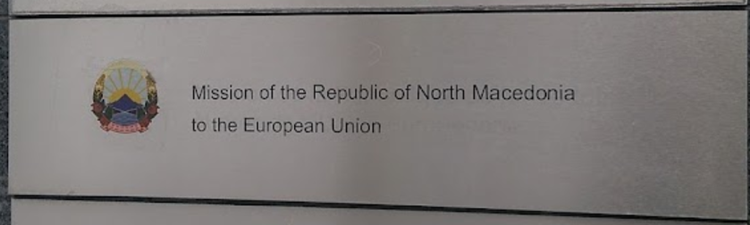 Mission of the Republic of North Macedonia
to the European Union